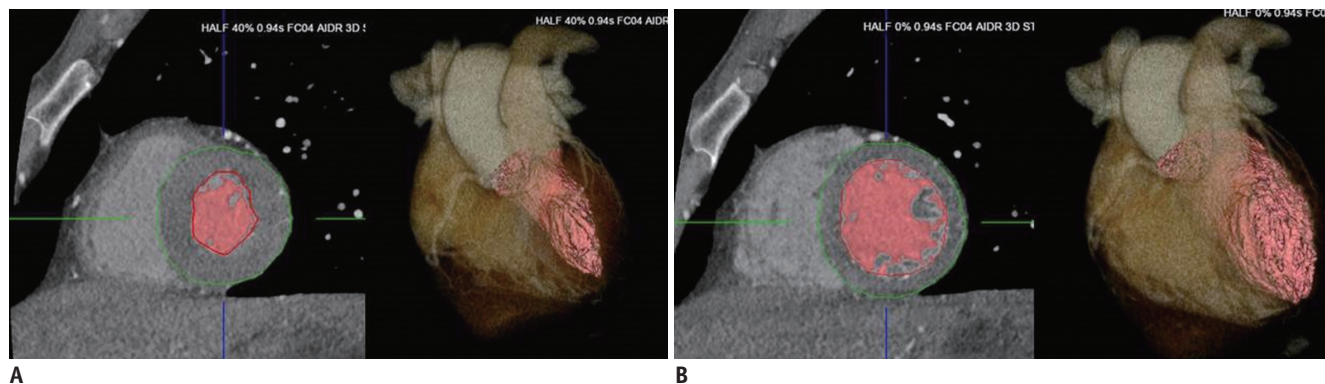 HALF 40% 0.94s FC04 AIDR 3D
HALF 40% 0.94s FC04 AIDR
HALF 0% 0.94s FC04 AIDR 3D ST
HALF 0% 0.94s
A
B